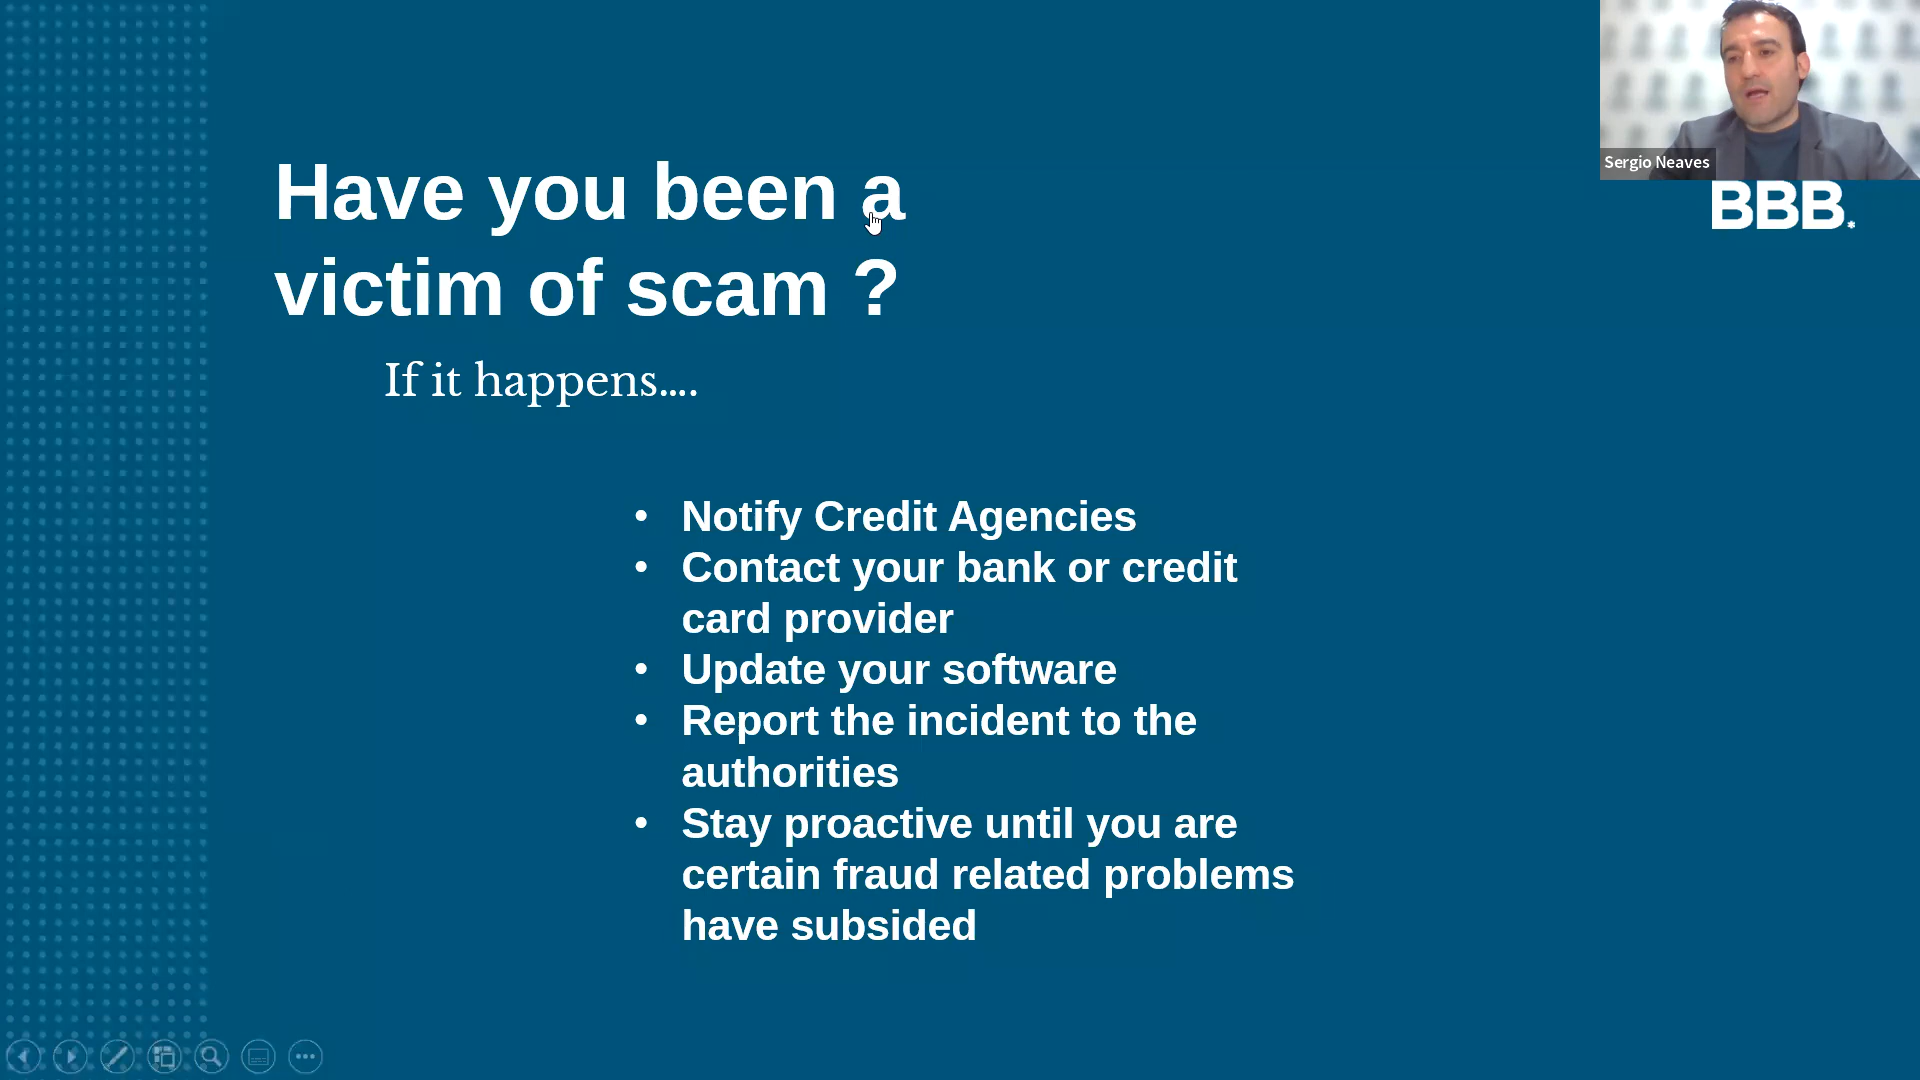 Have you been a
victim of scam ?
If it happens....
• Notify Credit Agencies
• Contact your bank or credit
card provider
• Update your software
• Report the incident to the
authorities
• Stay proactive until you are
certain fraud related problems
have subsided
Sergio Neaves
BBB.